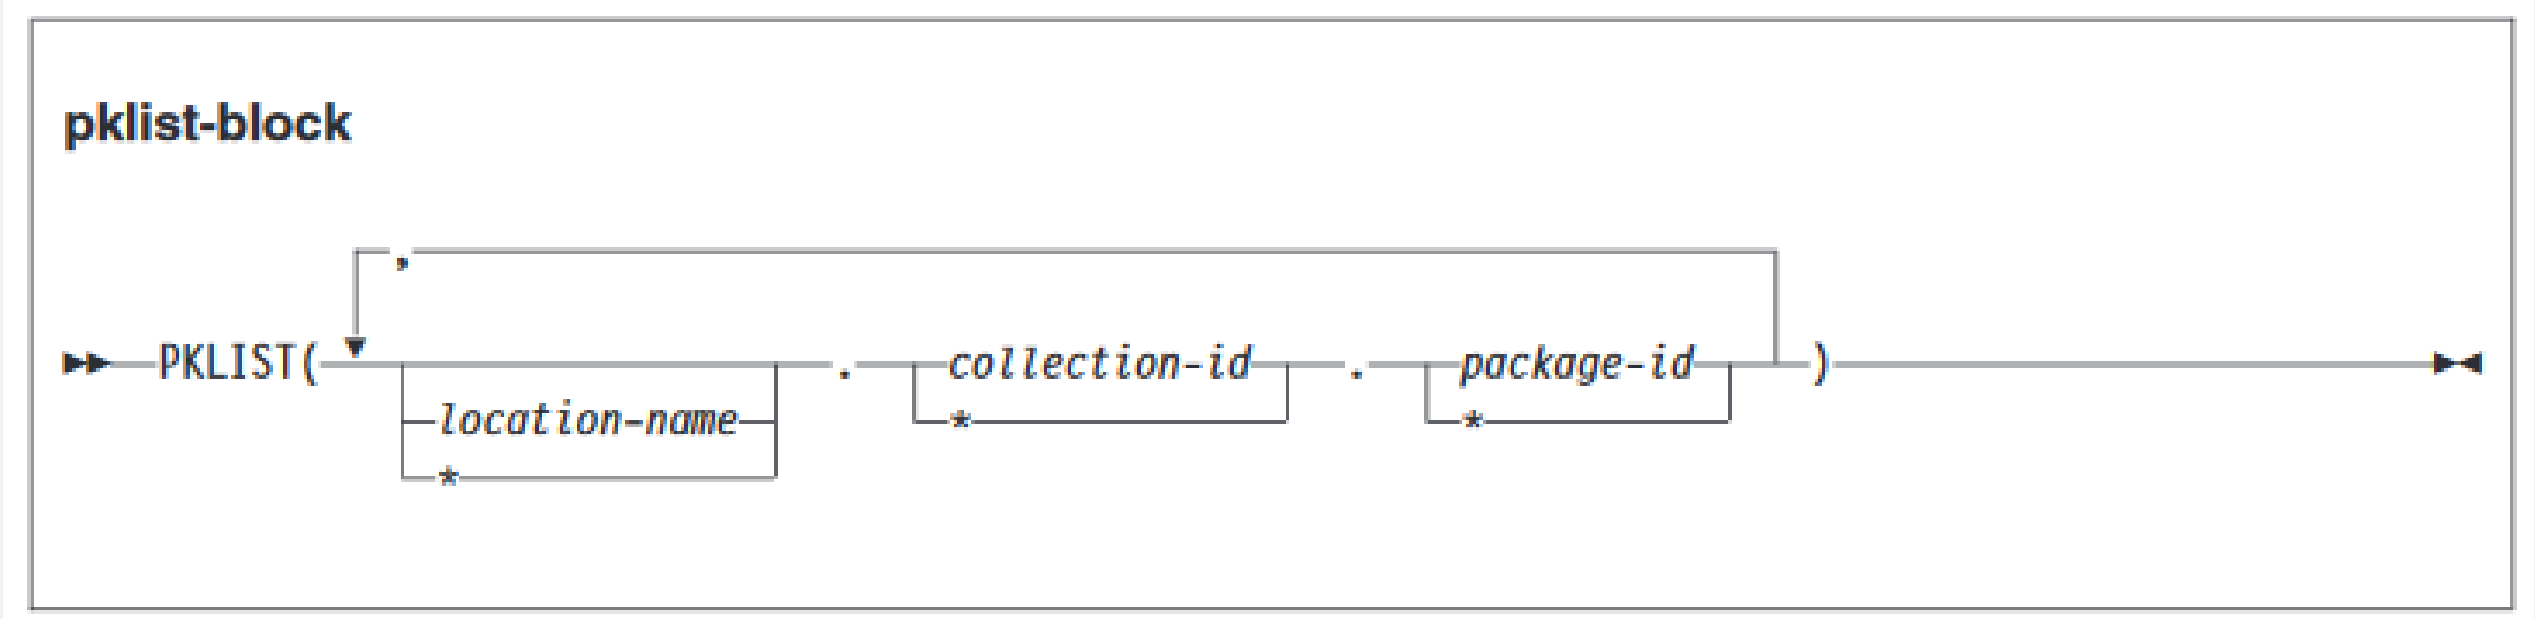 pklist-block
,
PKLIST( . collection-id . package-id )
location-name * *
*